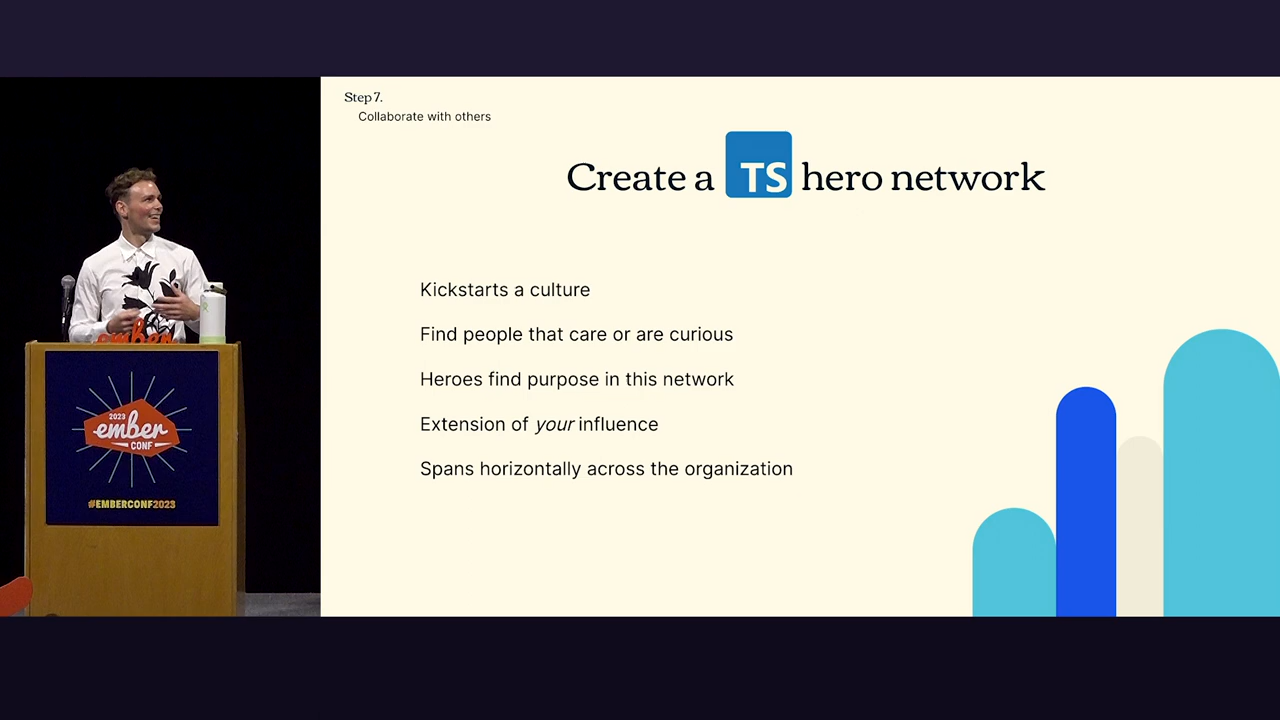 Step 7.
Collaborate with others
Create a TS hero network
Kickstarts a culture
Find people that care or are curious
Heroes find purpose in this network
Extension of your influence
Spans horizontally across the organization
ember
2023
ember
CONF
#EMBERCONF2023